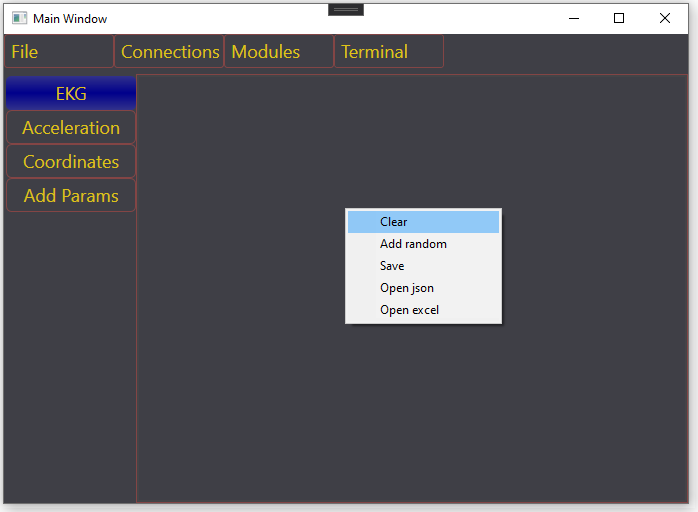 Main Window
File Connections Modules Terminal
EKG
Acceleration
Coordinates
Add Params
Clear
Add random
Save
Open json
Open excel